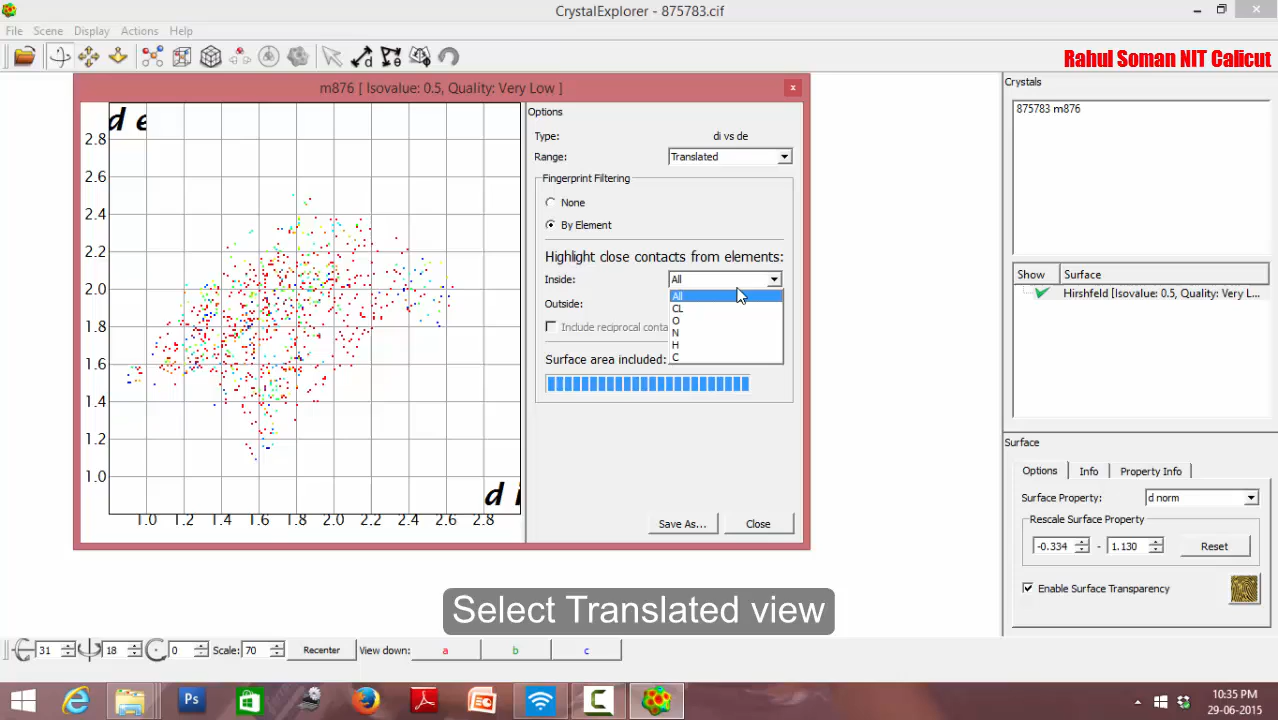 CrystalExplorer - 875783.cif
File Scene Display Actions Help
Rahul Soman NIT Calicut
m876 [ Isovalue: 0.5, Quality: Very Low ]
d e
2.8
2.6
2.4
2.2
2.0
1.8
1.6
1.4
1.2
1.0
d i
1.0 1.2 1.4 1.6 1.8 2.0 2.2 2.4 2.6 2.8
Options
Type: di vs de
Range: Translated
Fingerprint Filtering
None
By Element
Highlight close contacts from elements:
Inside: All
All
CL
O
N
H
C
Outside:
Include reciprocal conta
Surface area included:
Save As... Close
Crystals
875783 m876
Show Surface
Hirshfeld [Isovalue: 0.5, Quality: Very L...
Surface
Options Info Property Info
Surface Property: d norm
Rescale Surface Property
-0.334 - 1.130 Reset
Enable Surface Transparency
Select Translated view
31 18 0 Scale: 70 Recenter View down: a b c
Ps
10:35 PM
29-06-2015